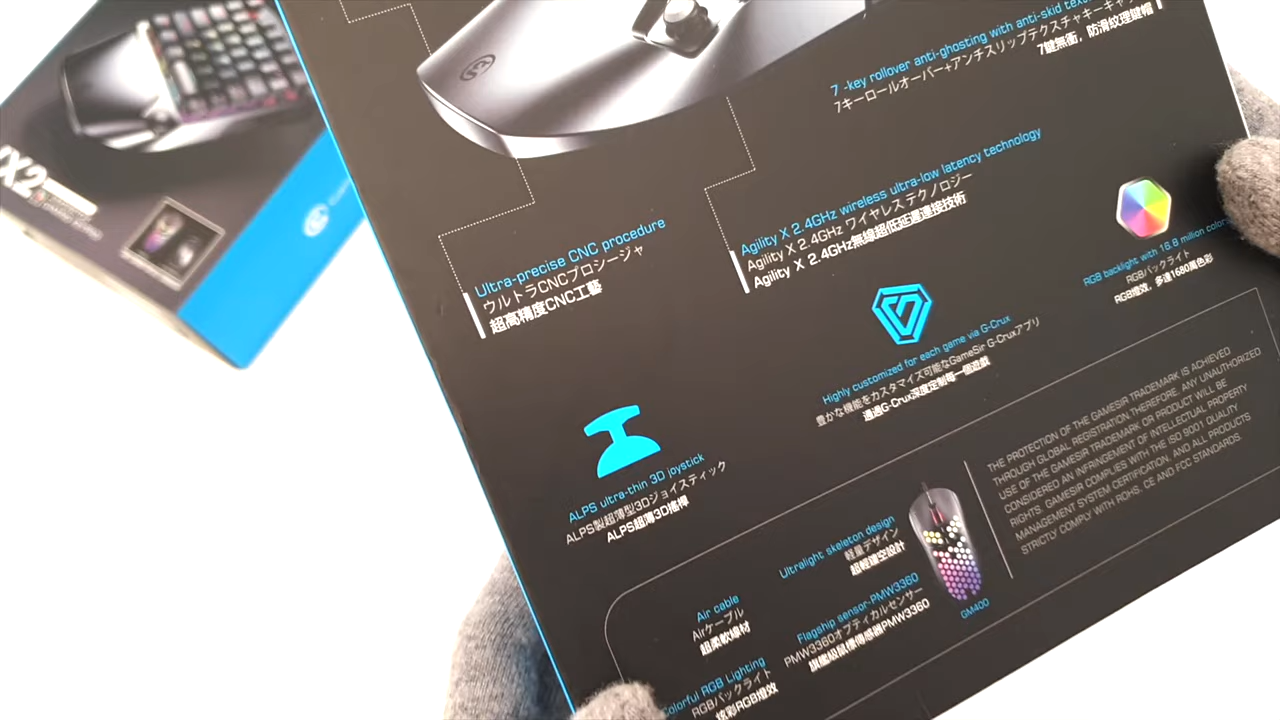 7 -key rollover anti-ghosting with anti-skid
7キーロールオーバー+アンチスリップテクスチャキーキャ
7鍵無衝，防滑紋理鍵帽
Agility X 2.4GHz wireless ultra-low latency technology
Agility X 2.4GHz ワイヤレステクノロジー
Agility X 2.4GHz無線超低延遲連接技術
Ultra-precise CNC procedure
ウルトラCNCプロシージャ
超高精度CNC工藝
RGB backlight with 16.8 million colors
RGBバックライト
RGB燈效，多達1680萬色彩
Highly customized for each game via G-Crux
豊かな機能をカスタマイズ可能なGameSir G-Cruxアプリ
通過G-Crux深度定制每一個遊戲
ALPS ultra-thin 3D joystick
ALPS製超薄型3Dジョイスティック
ALPS超薄3D搖桿
Ultralight skeleton design
軽量デザイン
超輕鏤空設計
Air cable
Airケーブル
超柔軟線材
Flagship sensor-PMW3360
PMW3360オプティカルセンサー
旗艦級鼠標傳感器PMW3360
Colorful RGB Lighting
RGBバックライト
炫彩RGB燈效
GM400
THE PROTECTION OF THE GAMESIR TRADEMARK IS ACHIEVED
THROUGH GLOBAL REGISTRATION.THEREFORE, ANY UNAUTHORIZED
USE OF THE GAMESIR TRADEMARK OR PRODUCT WILL BE
CONSIDERED AN INFRINGEMENT OF INTELLECTUAL PROPERTY
RIGHTS. GAMESIR COMPLIES WITH THE ISO 9001 QUALITY
MANAGEMENT SYSTEM CERTIFICATION, AND ALL PRODUCTS
STRICTLY COMPLY WITH ROHS, CE AND FCC STANDARDS.
VX2